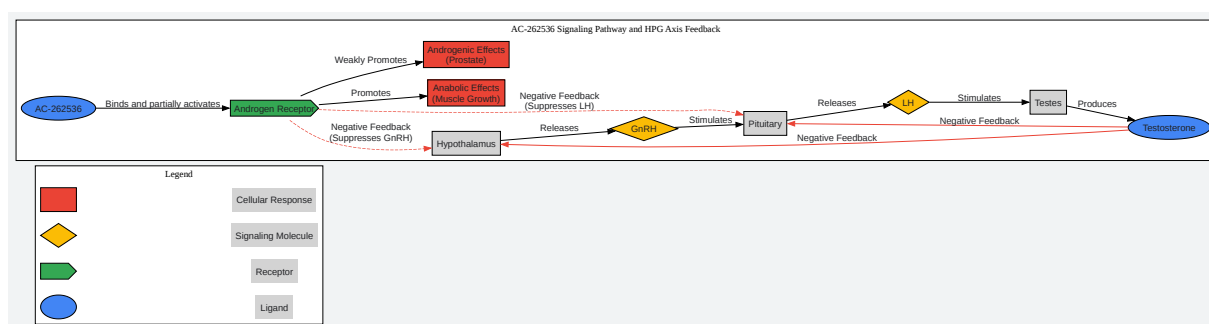 AC-262536 Signaling Pathway and HPG Axis Feedback
Androgenic Effects
(Prostate)
Weakly Promotes
AC-262536
Binds and partially activates
Androgen Receptor
Promotes
Anabolic Effects
(Muscle Growth)
Negative Feedback
(Suppresses LH)
Negative Feedback
(Suppresses GnRH)
Hypothalamus
Releases
GnRH
Stimulates
Pituitary
Releases
LH
Stimulates
Testes
Produces
Testosterone
Negative Feedback
Negative Feedback
Legend
Cellular Response
Signaling Molecule
Receptor
Ligand